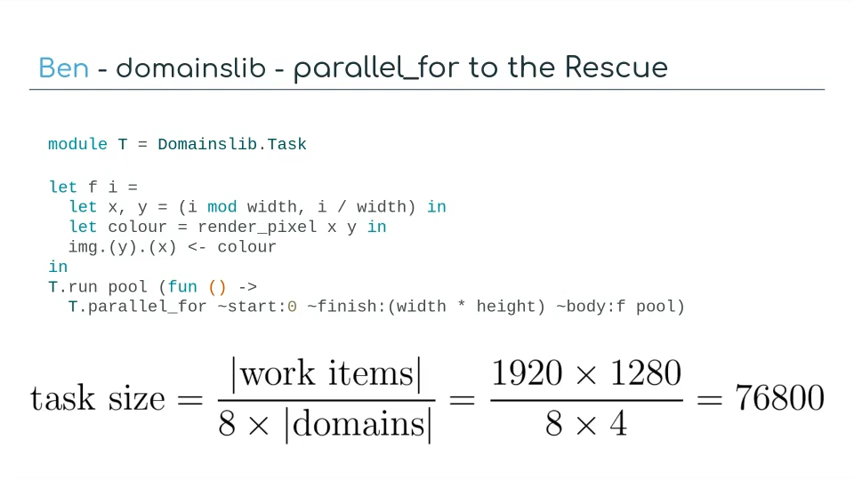 Ben - domainslib - parallel_for to the Rescue
module T = Domainslib.Task
let f i =
let x, y = (i mod width, i / width) in
let colour = render_pixel x y in
img.(y).(x) <- colour
in
T.run pool (fun () ->
T.parallel_for ~start:0 ~finish:(width * height) ~body:f pool)
task size = |work items| / 8 × |domains| = 1920 × 1280 / 8 × 4 = 76800